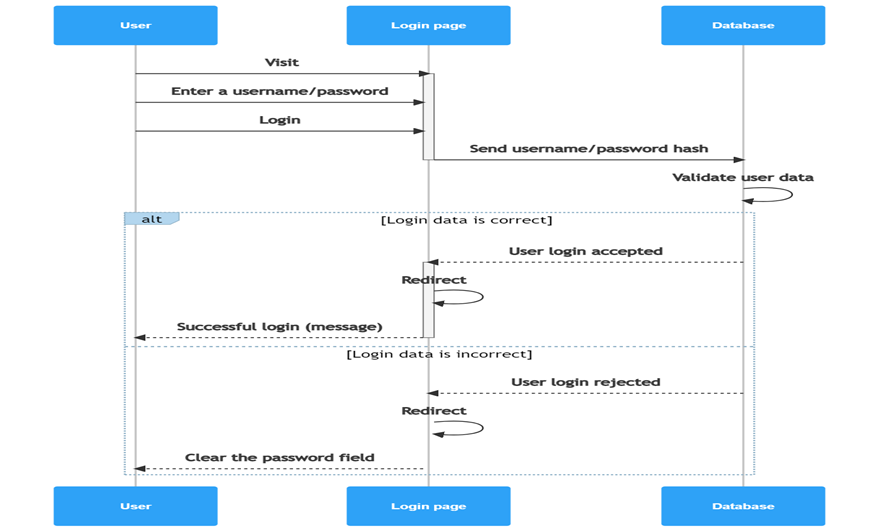 User
Login page
Database
Visit
Enter a username/password
Login
Send username/password hash
Validate user data
alt
[Login data is correct]
User login accepted
Redirect
Successful login (message)
[Login data is incorrect]
User login rejected
Redirect
Clear the password field
User
Login page
Database